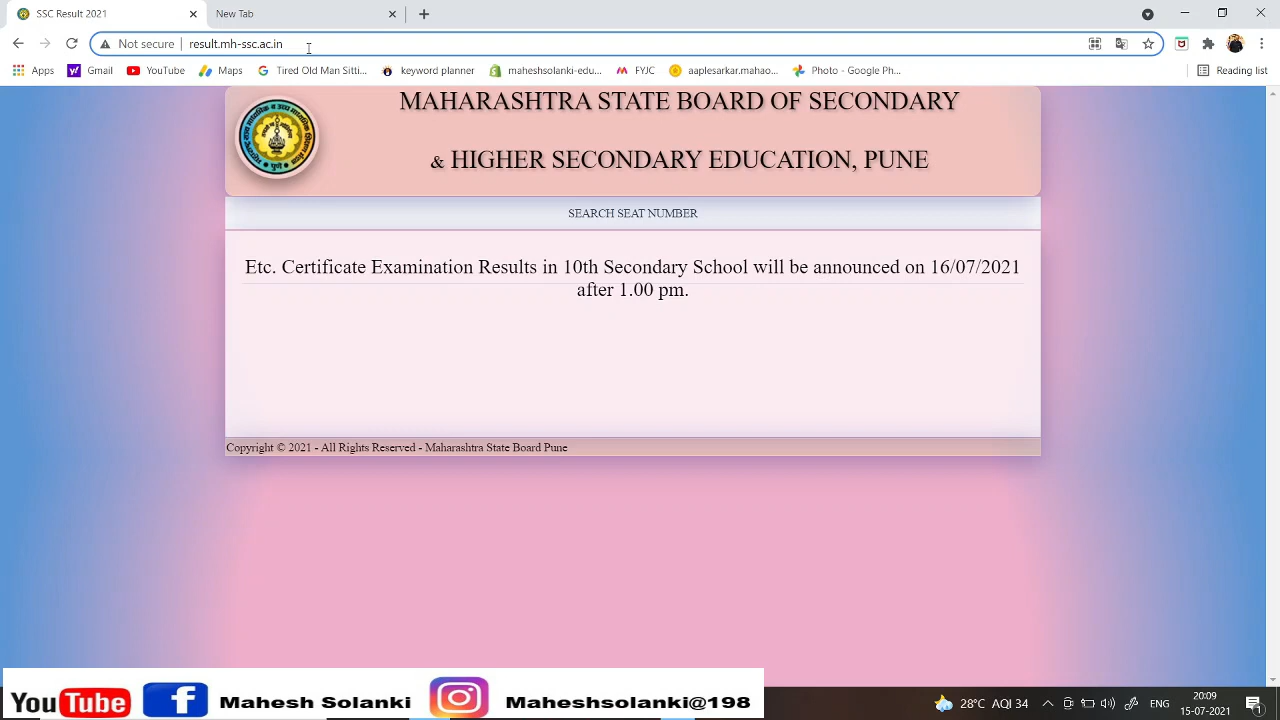 SSC Result 2021
New Tab
Not secure
result.mh-ssc.ac.in
Apps
Gmail
YouTube
Maps
Tired Old Man Sitti...
keyword planner
maheshsolanki-edu...
FYJC
aaplesarkar.mahao...
Photo - Google Ph...
Reading list
MAHARASHTRA STATE BOARD OF SECONDARY
& HIGHER SECONDARY EDUCATION, PUNE
SEARCH SEAT NUMBER
Etc. Certificate Examination Results in 10th Secondary School will be announced on 16/07/2021
after 1.00 pm.
Copyright © 2021 - All Rights Reserved - Maharashtra State Board Pune
YouTube
Mahesh Solanki
Maheshsolanki@198
28°C AQI 34
ENG
20:09
15-07-2021